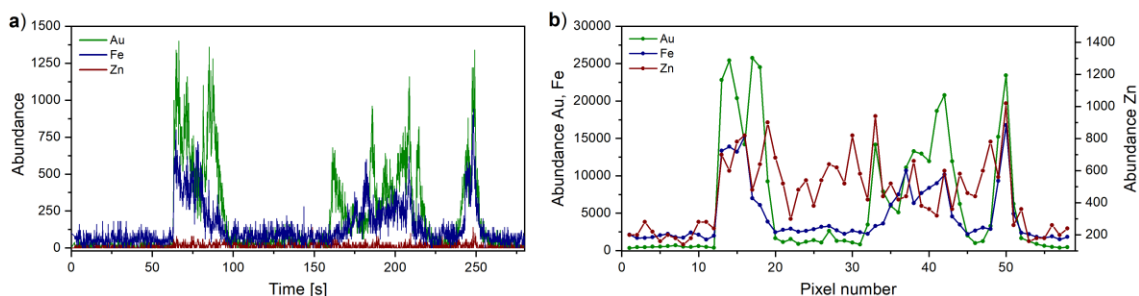 a)
1500
1250
1000
750
500
250
0
Abundance
Au
Fe
Zn
0 50 100 150 200 250
Time [s]
b)
30000
25000
20000
15000
10000
5000
0
Abundance Au, Fe
Au
Fe
Zn
0 10 20 30 40 50
Pixel number
1400
1200
1000
800
600
400
200
Abundance Zn